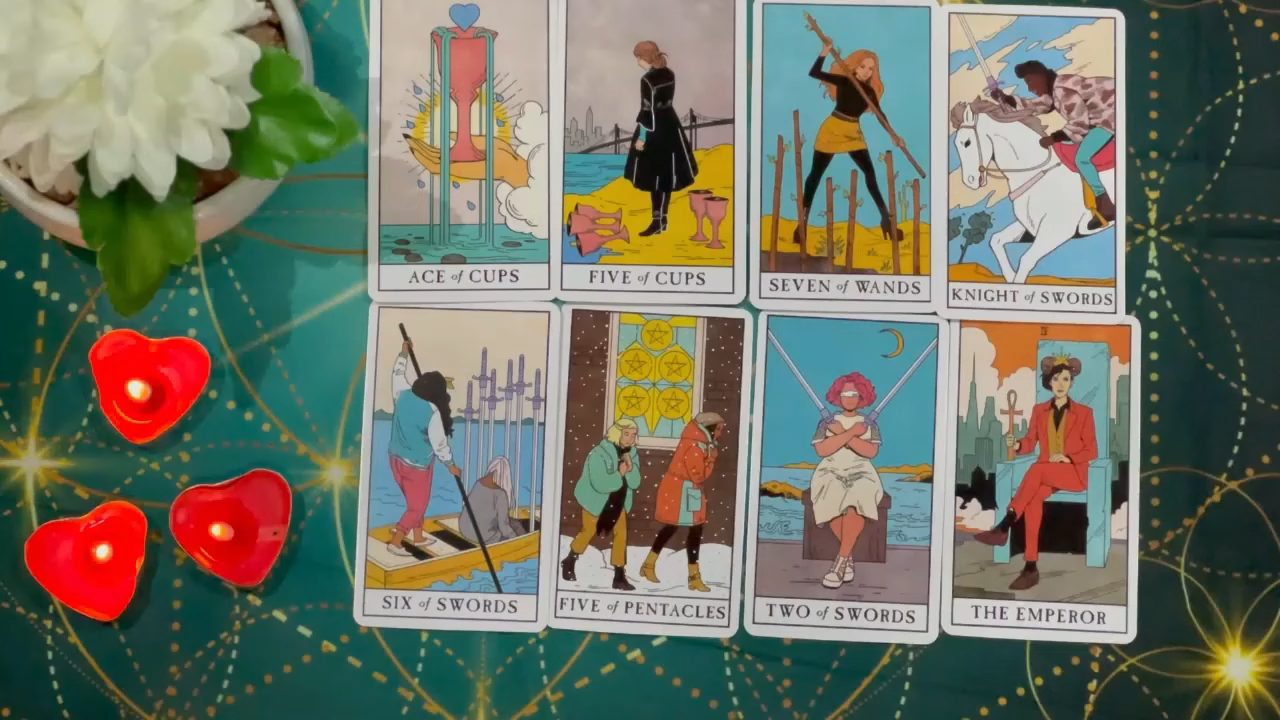 ACE of CUPS
FIVE of CUPS
SEVEN of WANDS
KNIGHT of SWORDS
SIX of SWORDS
FIVE of PENTACLES
TWO of SWORDS
IV
THE EMPEROR